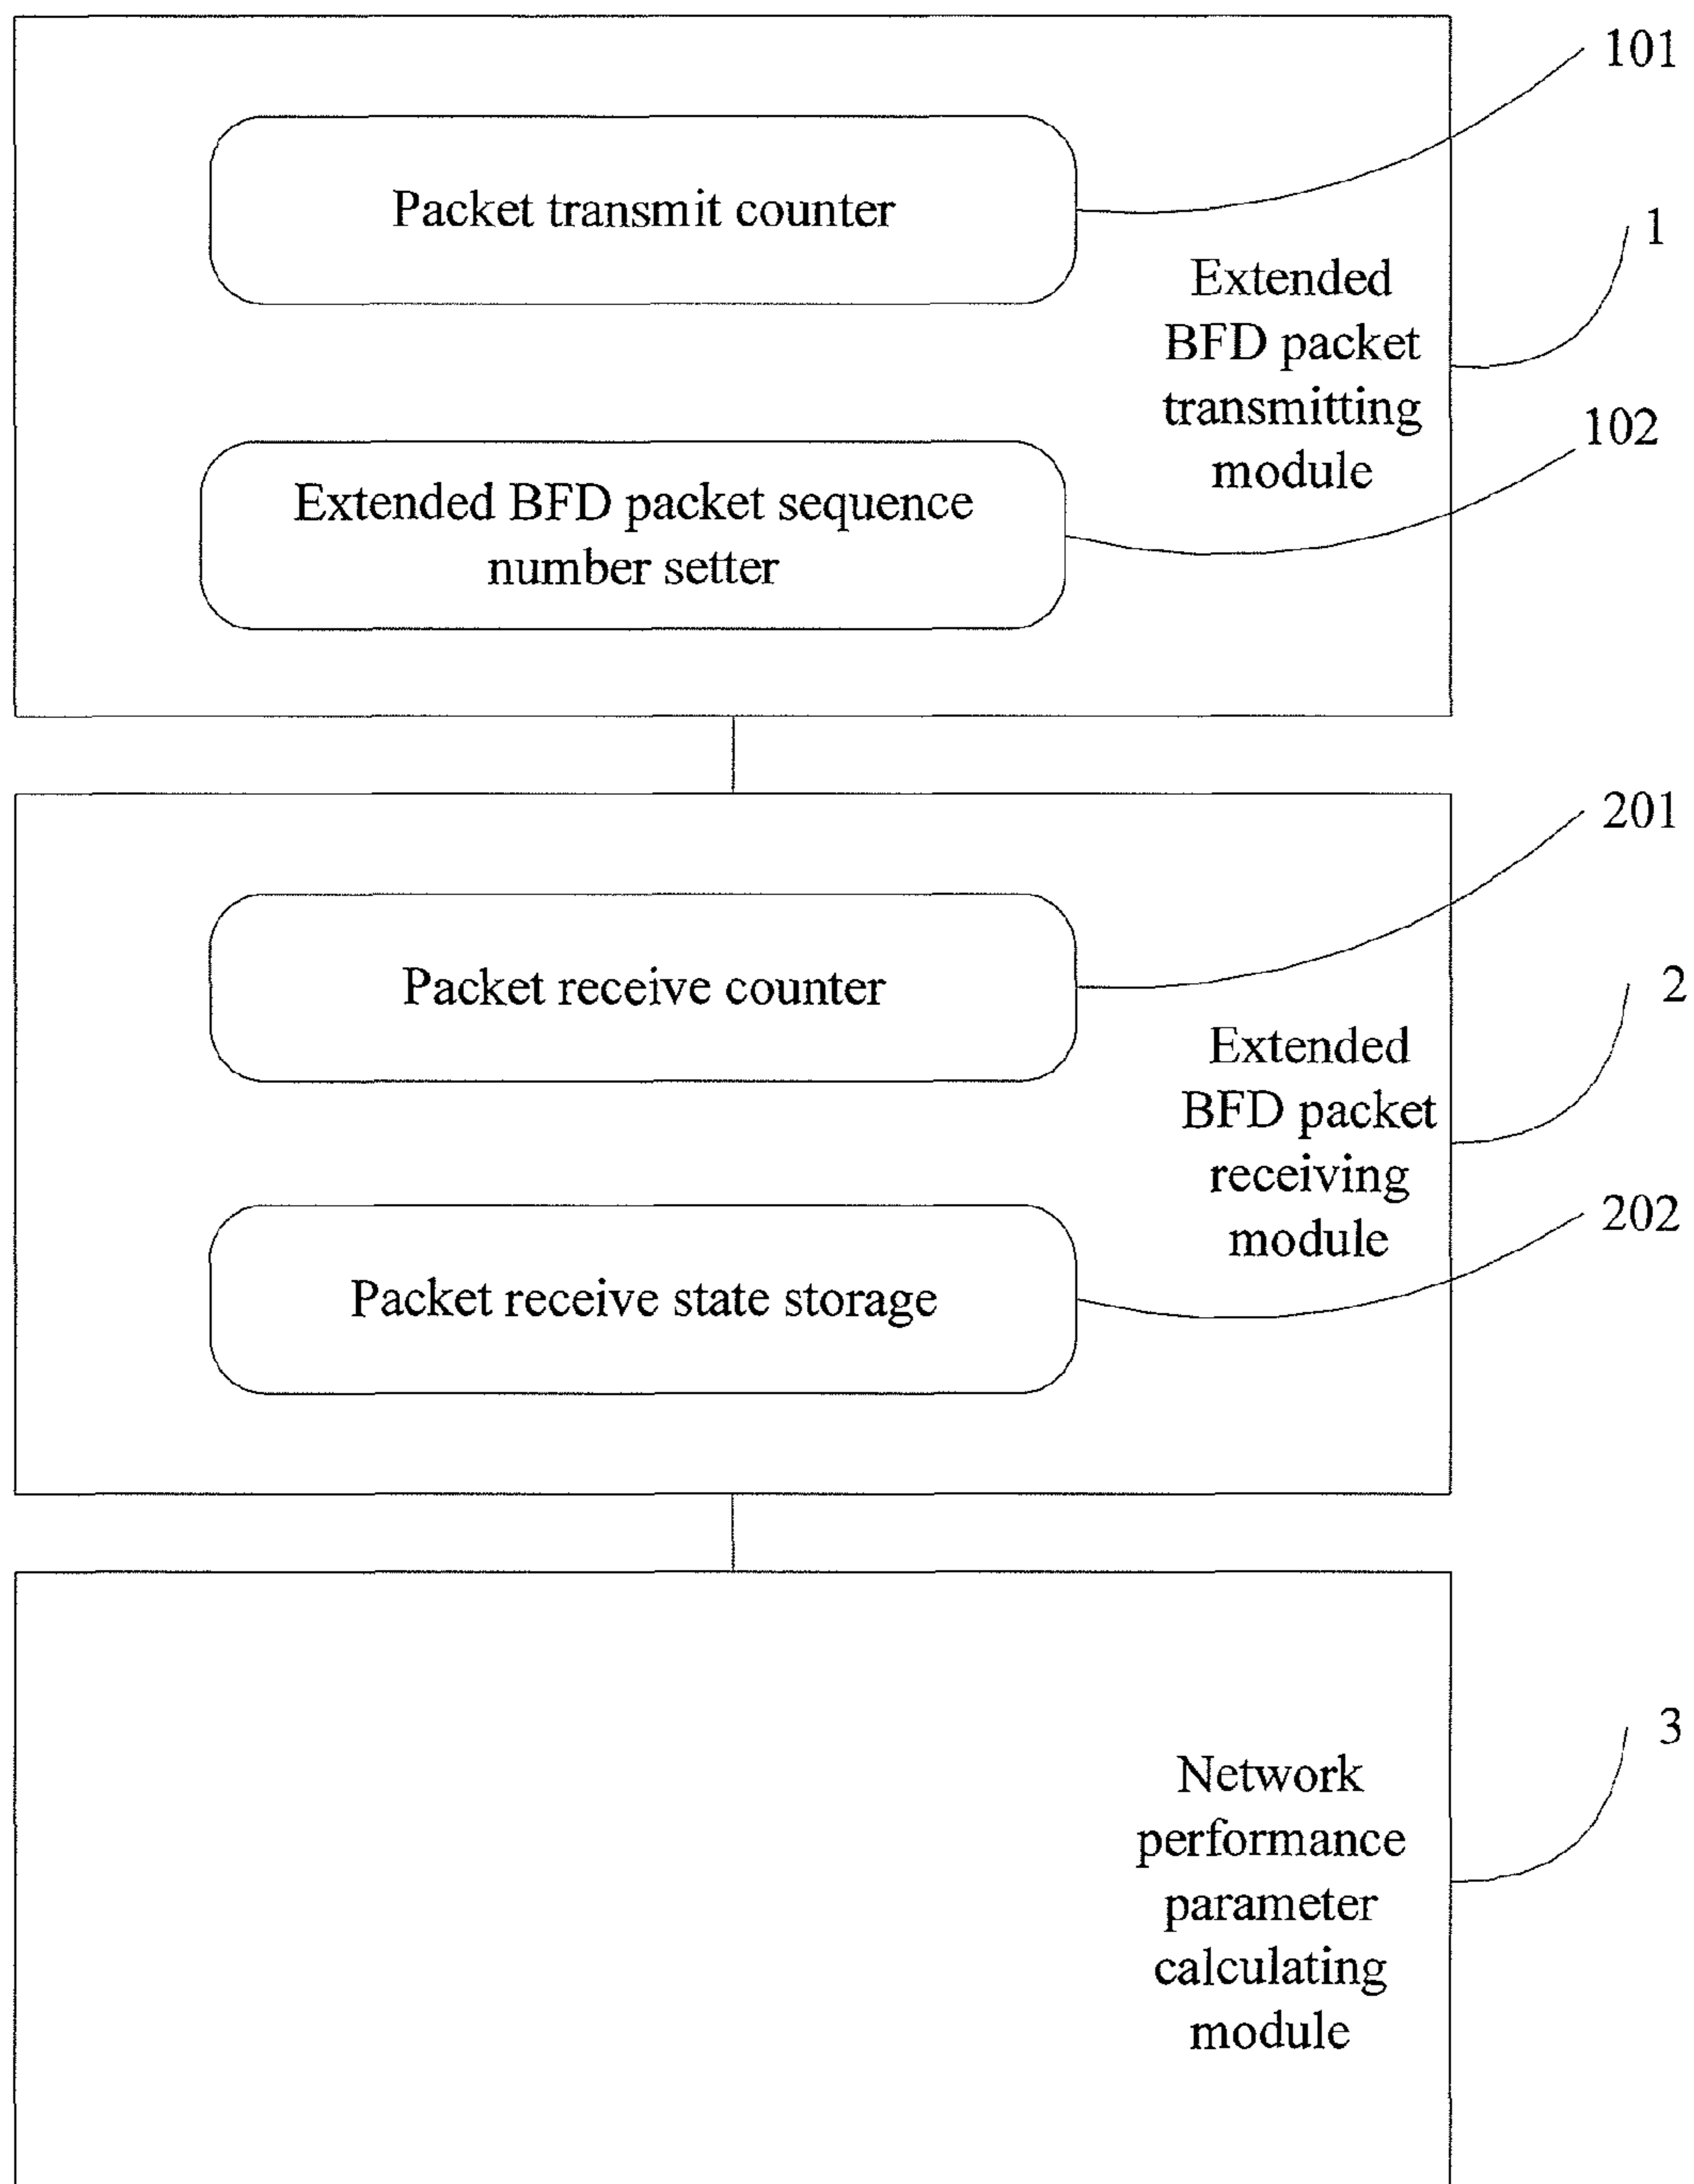 101
Packet transmit counter
1
Extended
BFD packet
transmitting
module
102
Extended BFD packet sequence
number setter
201
Packet receive counter
2
Extended
BFD packet
receiving
module
202
Packet receive state storage
3
Network
performance
parameter
calculating
module